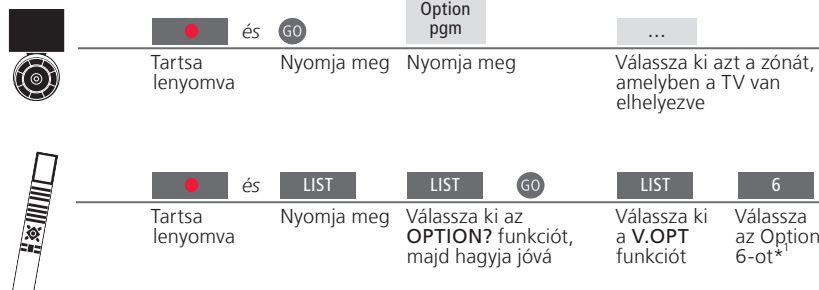 Option
pgm
és GO
...
Tartsa
lenyomva
Nyomja meg
Nyomja meg
Válassza ki azt a zónát,
amelyben a TV van
elhelyezve
és LIST LIST GO LIST 6
Tartsa
lenyomva
Nyomja meg
Válassza ki az
OPTION? funkciót,
majd hagyja jóvá
Válassza ki
a V.OPT
funkciót
Válassza
az Option
6-ot*1